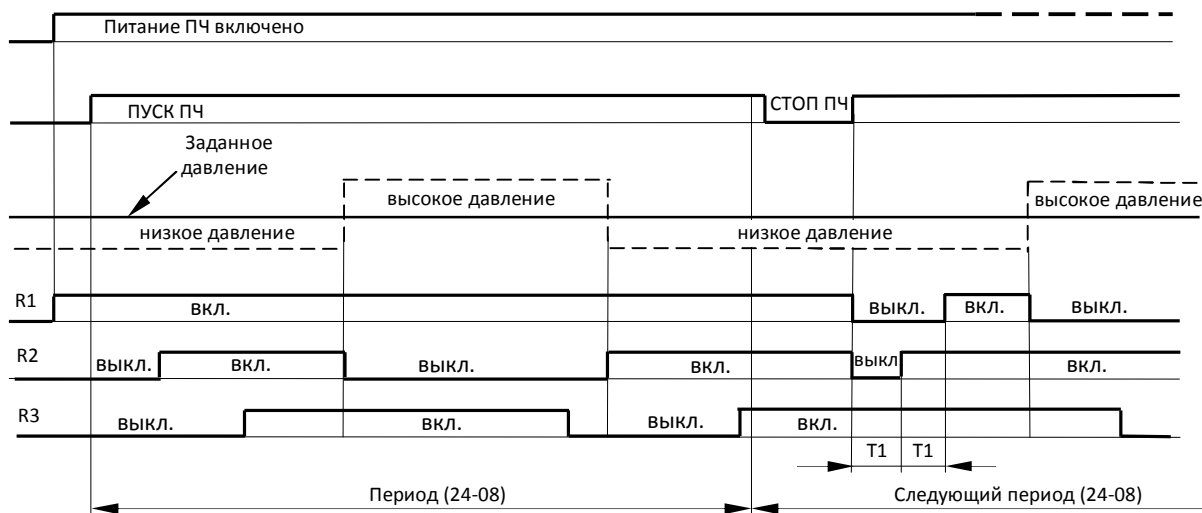 Питание ПЧ включено
ПУСК ПЧ
СТОП ПЧ
Заданное
давление
высокое давление
высокое давление
низкое давление
низкое давление
R1
вкл.
выкл.
вкл.
выкл.
R2
выкл.
вкл.
выкл.
вкл.
выкл
вкл.
R3
выкл.
вкл.
выкл.
вкл.
T1
T1
Период (24-08)
Следующий период (24-08)